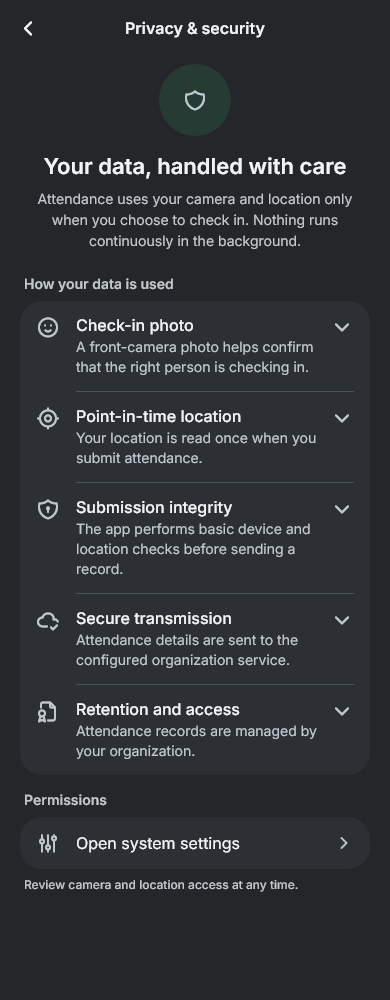 Privacy & security
Your data, handled with care
Attendance uses your camera and location only
when you choose to check in. Nothing runs
continuously in the background.
How your data is used
Check-in photo
A front-camera photo helps confirm
that the right person is checking in.
Point-in-time location
Your location is read once when you
submit attendance.
Submission integrity
The app performs basic device and
location checks before sending a
record.
Secure transmission
Attendance details are sent to the
configured organization service.
Retention and access
Attendance records are managed by
your organization.
Permissions
Open system settings
Review camera and location access at any time.